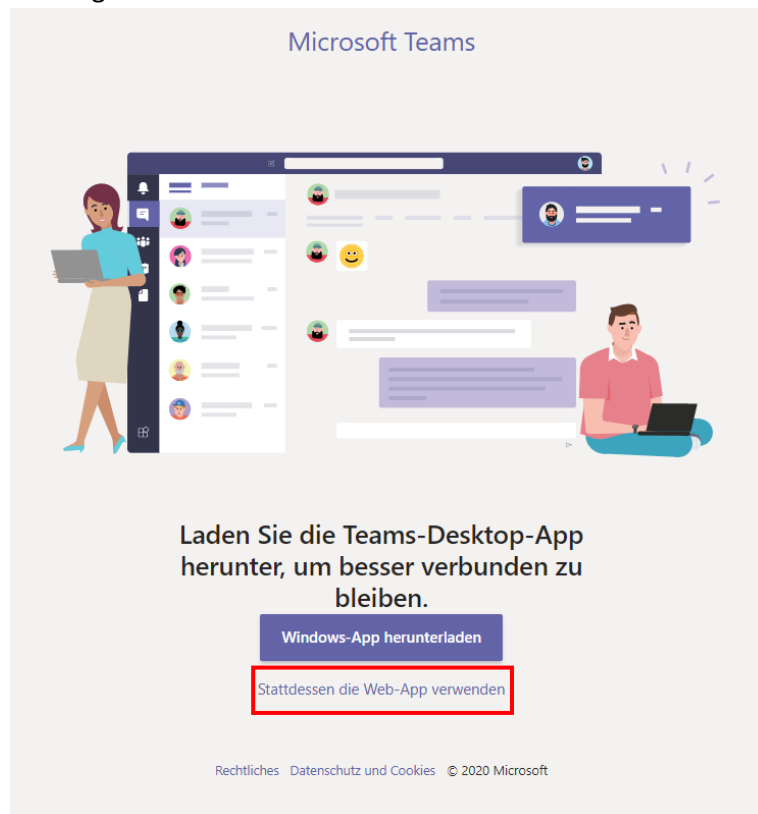 Microsoft Teams
Laden Sie die Teams-Desktop-App
herunter, um besser verbunden zu
bleiben.
Windows-App herunterladen
Stattdessen die Web-App verwenden
Rechtliches Datenschutz und Cookies © 2020 Microsoft